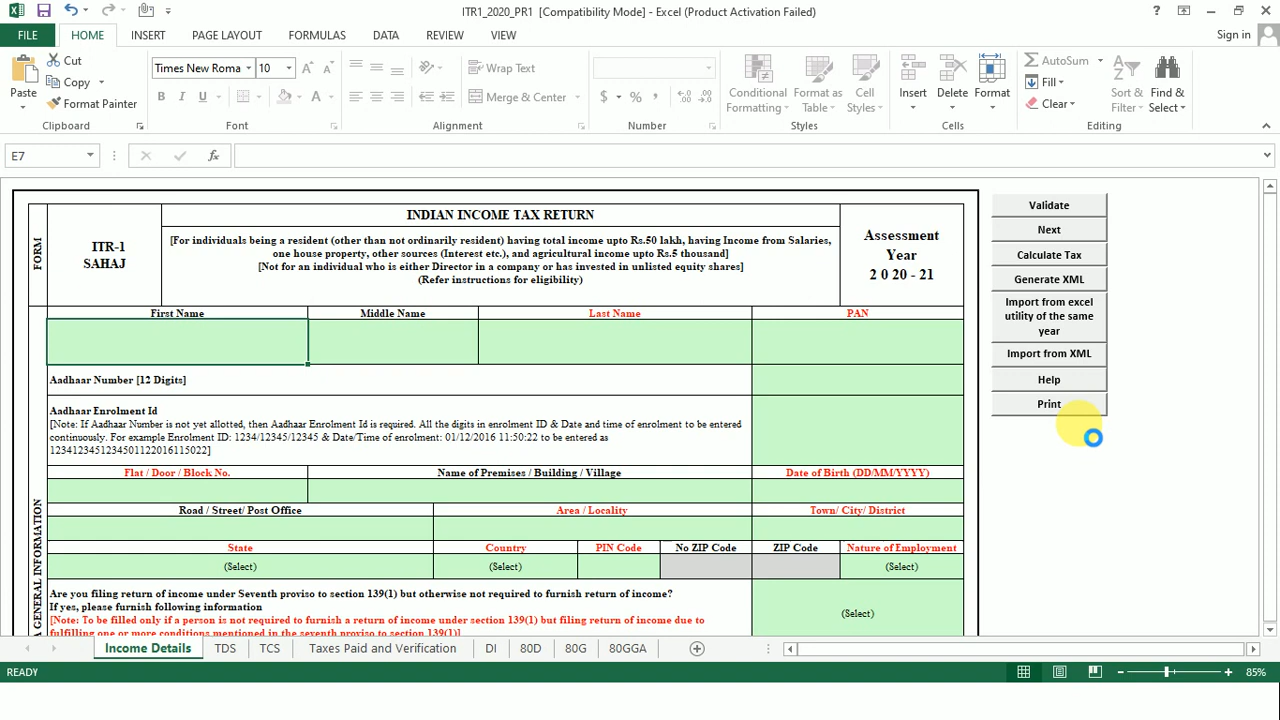 ITR1_2020_PR1 [Compatibility Mode] - Excel (Product Activation Failed)
FILE HOME INSERT PAGE LAYOUT FORMULAS DATA REVIEW VIEW Sign in
Cut
Copy
Format Painter
Paste
Clipboard
Times New Roma 10
B I U
Font
Wrap Text
Merge & Center
Alignment
$ % ,
Number
Conditional Formatting
Format as Table
Cell Styles
Styles
Insert Delete Format
Cells
AutoSum
Fill
Clear
Sort & Filter
Find & Select
Editing
E7
fx
FORM
ITR-1
SAHAJ
INDIAN INCOME TAX RETURN
[For individuals being a resident (other than not ordinarily resident) having total income upto Rs.50 lakh, having Income from Salaries,
one house property, other sources (Interest etc.), and agricultural income upto Rs.5 thousand]
[Not for an individual who is either Director in a company or has invested in unlisted equity shares]
(Refer instructions for eligibility)
Assessment
Year
2 0 20 - 21
First Name Middle Name Last Name PAN
Aadhaar Number [12 Digits]
Aadhaar Enrolment Id
[Note: If Aadhaar Number is not yet allotted, then Aadhaar Enrolment Id is required. All the digits in enrolment ID & Date and time of enrolment to be entered
continuously. For example Enrolment ID: 1234/12345/12345 & Date/Time of enrolment: 01/12/2016 11:50:22 to be entered as
1234123451234501122016115022]
Flat / Door / Block No. Name of Premises / Building / Village Date of Birth (DD/MM/YYYY)
Road / Street/ Post Office Area / Locality Town/ City/ District
State Country PIN Code No ZIP Code ZIP Code Nature of Employment
(Select) (Select) (Select)
A GENERAL INFORMATION
Are you filing return of income under Seventh proviso to section 139(1) but otherwise not required to furnish return of income?
If yes, please furnish following information
[Note: To be filled only if a person is not required to furnish a return of income under section 139(1) but filing return of income due to
fulfilling one or more conditions mentioned in the seventh proviso to section 139(1)]
(Select)
Validate
Next
Calculate Tax
Generate XML
Import from excel
utility of the same
year
Import from XML
Help
Print
Income Details TDS TCS Taxes Paid and Verification DI 80D 80G 80GGA
READY 85%